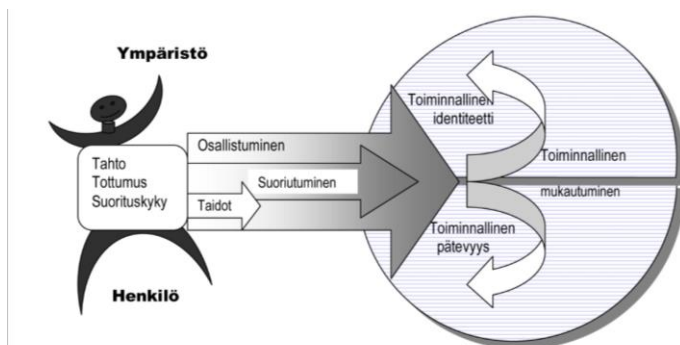 Ympäristö
Tahto
Tottumus
Suorituskyky
Henkilö
Osallistuminen
Suoriutuminen
Taidot
Toiminnallinen
identiteetti
Toiminnallinen
mukautuminen
Toiminnallinen
pätevyys